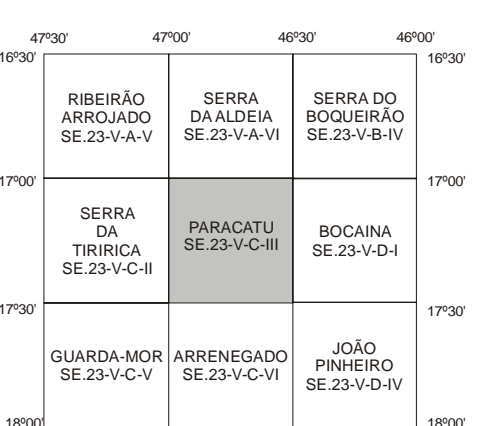 47º30'
47º00'
46º30'
46º00'
16º30'
16º30'
RIBEIRÃO
ARROJADO
SE.23-V-A-V
SERRA
DA ALDEIA
SE.23-V-A-VI
SERRA DO
BOQUEIRÃO
SE.23-V-B-IV
17º00'
17º00'
SERRA
DA
TIRIRICA
SE.23-V-C-II
PARACATU
SE.23-V-C-III
BOCAINA
SE.23-V-D-I
17º30'
17º30'
GUARDA-MOR
SE.23-V-C-V
ARRENEGADO
SE.23-V-C-VI
JOÃO
PINHEIRO
SE.23-V-D-IV
18º00'
18º00'